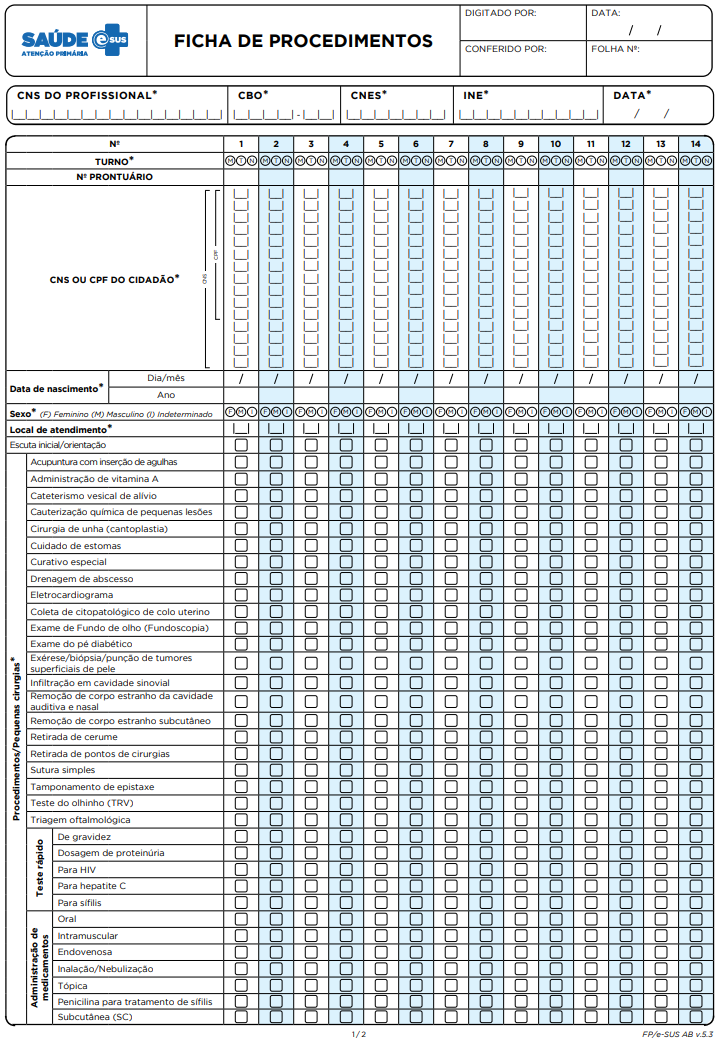 SAÚDE e-SUS
ATENÇÃO PRIMÁRIA
FICHA DE PROCEDIMENTOS
DIGITADO POR:
DATA:
/ /
CONFERIDO POR:
FOLHA Nº:
CNS DO PROFISSIONAL*
CBO*
-
CNES*
INE*
DATA*
/ /
Nº 1 2 3 4 5 6 7 8 9 10 11 12 13 14
TURNO* M T N M T N M T N M T N M T N M T N M T N M T N M T N M T N M T N M T N M T N M T N
Nº PRONTUÁRIO
CNS OU CPF DO CIDADÃO*
CNS
CPF
Data de nascimento*
Dia/mês / / / / / / / / / / / / / /
Ano
Sexo* (F) Feminino (M) Masculino (I) Indeterminado F M I F M I F M I F M I F M I F M I F M I F M I F M I F M I F M I F M I F M I F M I
Local de atendimento*
Escuta inicial/orientação
Procedimentos/Pequenas cirurgias*
Acupuntura com inserção de agulhas
Administração de vitamina A
Cateterismo vesical de alívio
Cauterização química de pequenas lesões
Cirurgia de unha (cantoplastia)
Cuidado de estomas
Curativo especial
Drenagem de abscesso
Eletrocardiograma
Coleta de citopatológico de colo uterino
Exame de Fundo de olho (Fundoscopia)
Exame do pé diabético
Exérese/biópsia/punção de tumores
superficiais de pele
Infiltração em cavidade sinovial
Remoção de corpo estranho da cavidade
auditiva e nasal
Remoção de corpo estranho subcutâneo
Retirada de cerume
Retirada de pontos de cirurgias
Sutura simples
Tamponamento de epistaxe
Teste do olhinho (TRV)
Triagem oftalmológica
Teste rápido
De gravidez
Dosagem de proteinúria
Para HIV
Para hepatite C
Para sífilis
Administração de
medicamentos
Oral
Intramuscular
Endovenosa
Inalação/Nebulização
Tópica
Penicilina para tratamento de sífilis
Subcutânea (SC)
1 / 2
FP/e-SUS AB v.5.3